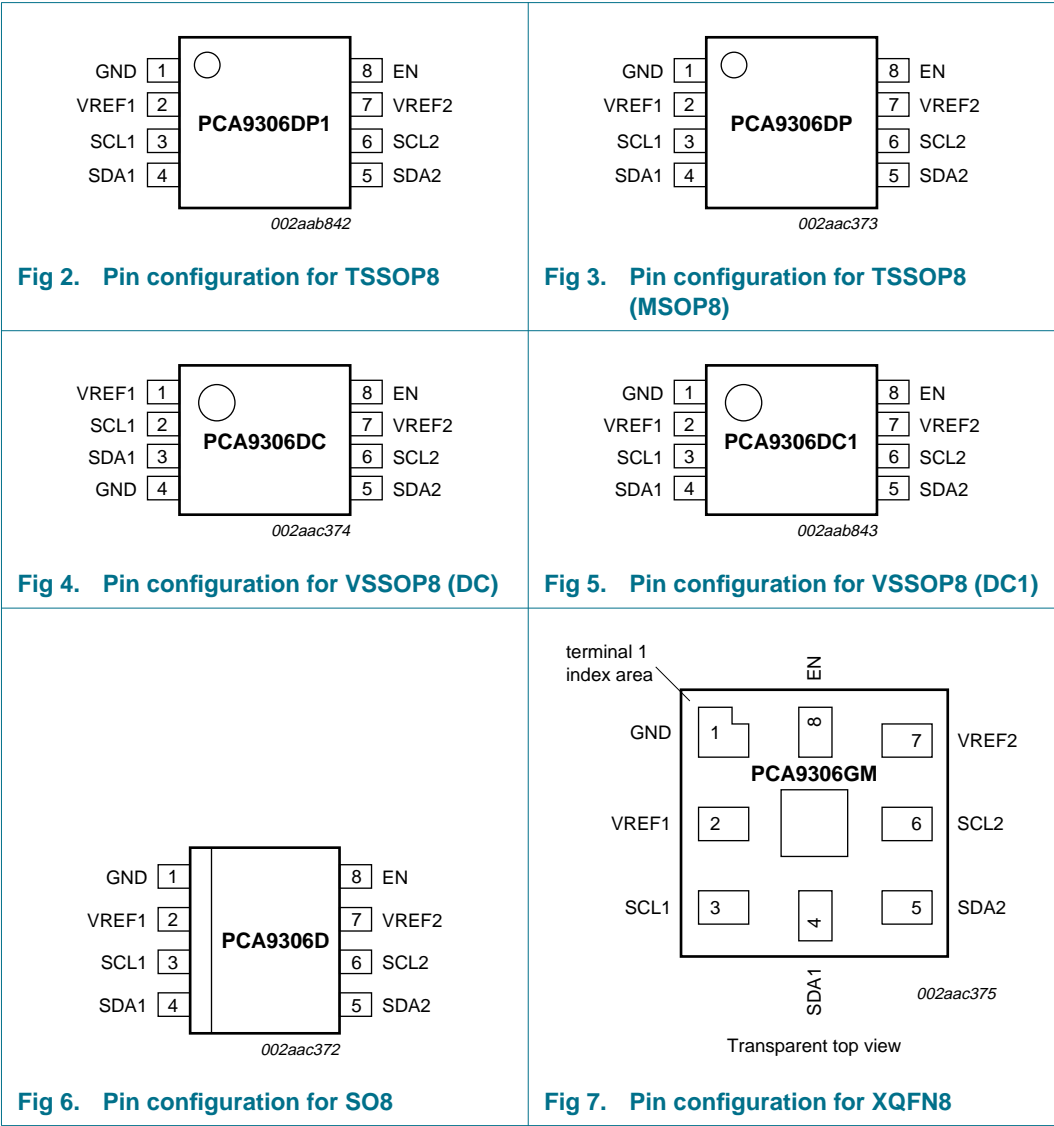 GND 1 8 EN
VREF1 2 7 VREF2
PCA9306DP1
SCL1 3 6 SCL2
SDA1 4 5 SDA2
002aab842
Fig 2. Pin configuration for TSSOP8
GND 1 8 EN
VREF1 2 7 VREF2
PCA9306DP
SCL1 3 6 SCL2
SDA1 4 5 SDA2
002aac373
Fig 3. Pin configuration for TSSOP8
(MSOP8)
VREF1 1 8 EN
SCL1 2 7 VREF2
PCA9306DC
SDA1 3 6 SCL2
GND 4 5 SDA2
002aac374
Fig 4. Pin configuration for VSSOP8 (DC)
GND 1 8 EN
VREF1 2 7 VREF2
PCA9306DC1
SCL1 3 6 SCL2
SDA1 4 5 SDA2
002aab843
Fig 5. Pin configuration for VSSOP8 (DC1)
GND 1 8 EN
VREF1 2 7 VREF2
PCA9306D
SCL1 3 6 SCL2
SDA1 4 5 SDA2
002aac372
Fig 6. Pin configuration for SO8
terminal 1
index area
EN
GND 1 8 7 VREF2
PCA9306GM
VREF1 2 6 SCL2
SCL1 3 4 5 SDA2
SDA1
002aac375
Transparent top view
Fig 7. Pin configuration for XQFN8